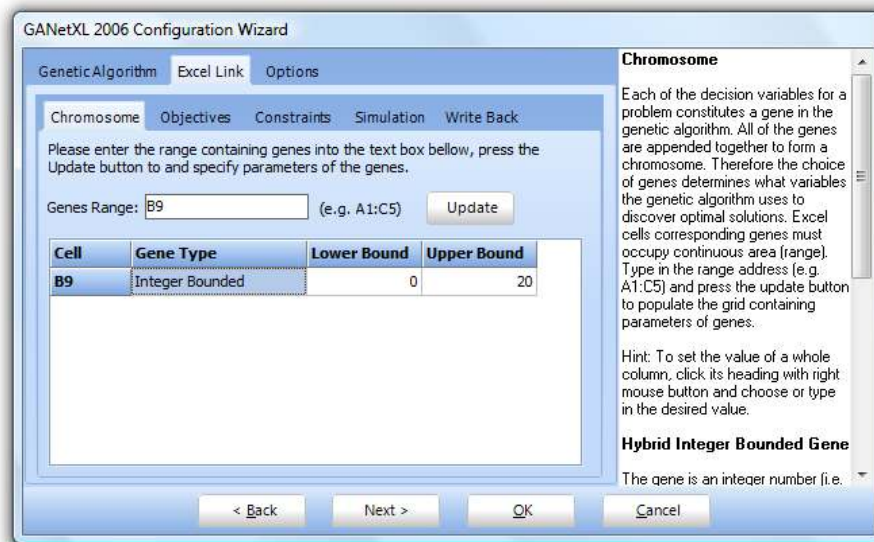 GANetXL 2006 Configuration Wizard
Genetic Algorithm Excel Link Options
Chromosome Objectives Constraints Simulation Write Back
Please enter the range containing genes into the text box bellow, press the
Update button to and specify parameters of the genes.
Genes Range: B9 (e.g. A1:C5) Update
Cell Gene Type Lower Bound Upper Bound
B9 Integer Bounded 0 20
< Back Next > OK Cancel
Chromosome
Each of the decision variables for a
problem constitutes a gene in the
genetic algorithm. All of the genes
are appended together to form a
chromosome. Therefore the choice
of genes determines what variables
the genetic algorithm uses to
discover optimal solutions. Excel
cells corresponding genes must
occupy continuous area (range).
Type in the range address (e.g.
A1:C5) and press the update button
to populate the grid containing
parameters of genes.
Hint: To set the value of a whole
column, click its heading with right
mouse button and choose or type
in the desired value.
Hybrid Integer Bounded Gene
The gene is an integer number (i.e.